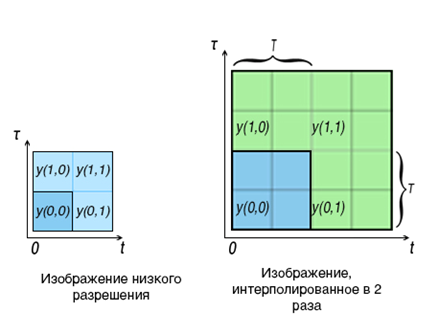 τ
y(1,0) y(1,1)
y(0,0) y(0,1)
0 t
Изображение низкого
разрешения
τ
T
y(1,0) y(1,1)
T
y(0,0) y(0,1)
0 t
Изображение,
интерполированное в 2
раза